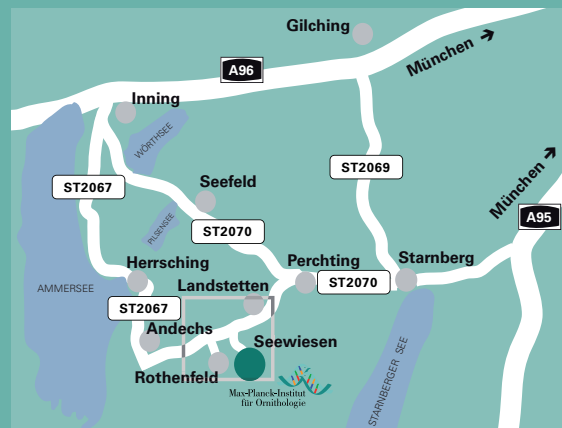 Gilching
München
A96
Inning
WÖRTHSEE
München
ST2069
ST2067
Seefeld
A95
PILSENSEE
ST2070
Herrsching
Perchting
Starnberg
AMMERSEE
Landstetten
ST2070
ST2067
Andechs
Seewiesen
STARNBERGER SEE
Rothenfeld
Max-Planck-Institut
für Ornithologie